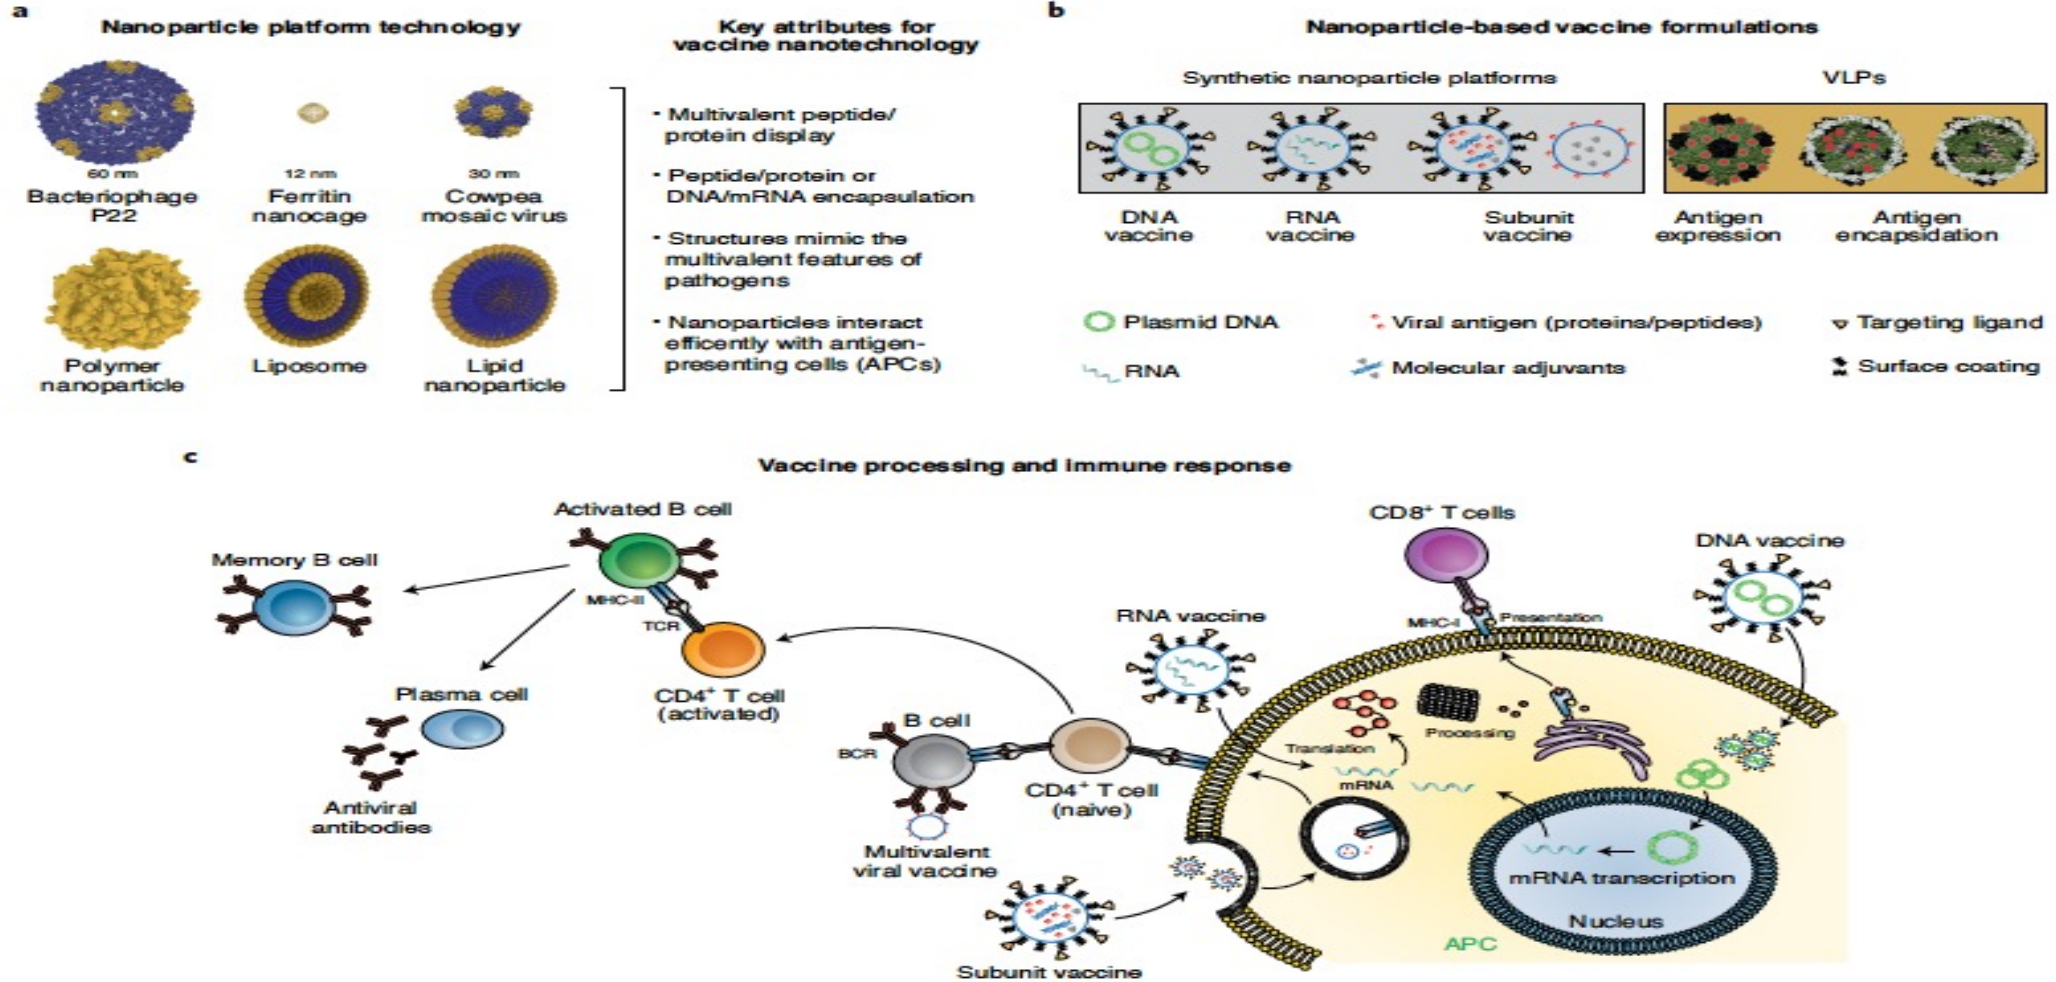 a
Nanoparticle platform technology
60 nm
Bacteriophage
P22
12 nm
Ferritin
nanocage
30 nm
Cowpea
mosaic virus
Polymer
nanoparticle
Liposome
Lipid
nanoparticle
Key attributes for
vaccine nanotechnology
• Multivalent peptide/
protein display
• Peptide/protein or
DNA/mRNA encapsulation
• Structures mimic the
multivalent features of
pathogens
• Nanoparticles interact
efficently with antigen-
presenting cells (APCs)
b
Nanoparticle-based vaccine formulations
Synthetic nanoparticle platforms
VLPs
DNA
vaccine
RNA
vaccine
Subunit
vaccine
Antigen
expression
Antigen
encapsidation
Plasmid DNA
Viral antigen (proteins/peptides)
Targeting ligand
RNA
Molecular adjuvants
Surface coating
c
Vaccine processing and immune response
Activated B cell
Memory B cell
MHC-II
TCR
Plasma cell
CD4+ T cell
(activated)
Antiviral
antibodies
B cell
BCR
CD4+ T cell
(naive)
Multivalent
viral vaccine
Subunit vaccine
RNA vaccine
CD8+ T cells
MHC-I
Presentation
DNA vaccine
Translation
Processing
mRNA
mRNA transcription
Nucleus
APC